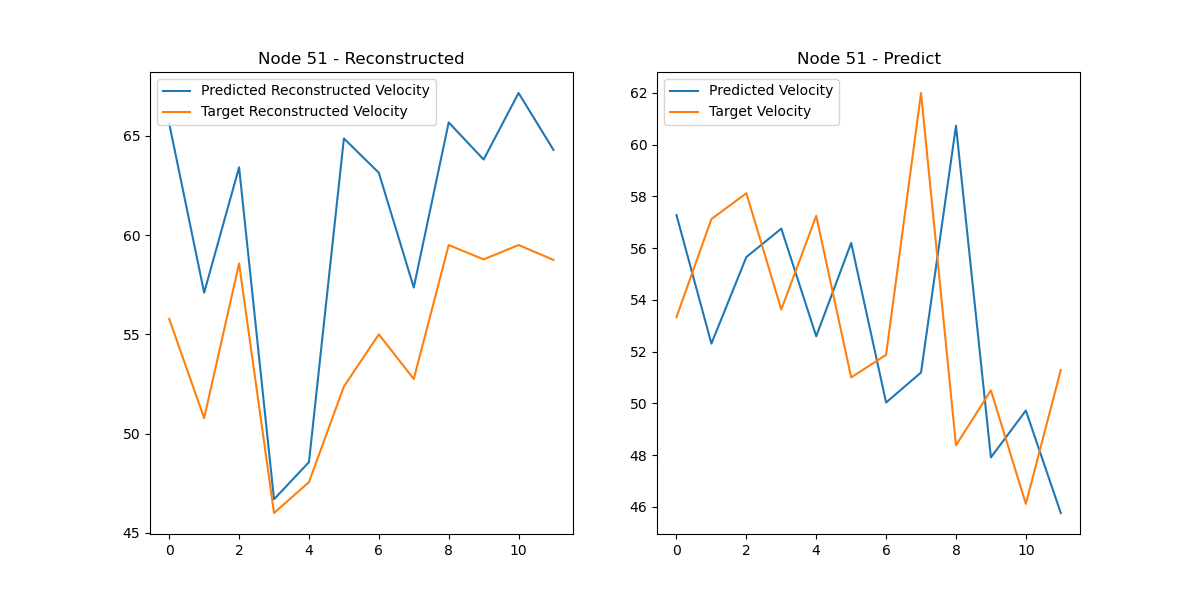 Node 51 - Reconstructed
Predicted Reconstructed Velocity
Target Reconstructed Velocity
65
60
55
50
45
0 2 4 6 8 10
Node 51 - Predict
Predicted Velocity
Target Velocity
62
60
58
56
54
52
50
48
46
0 2 4 6 8 10